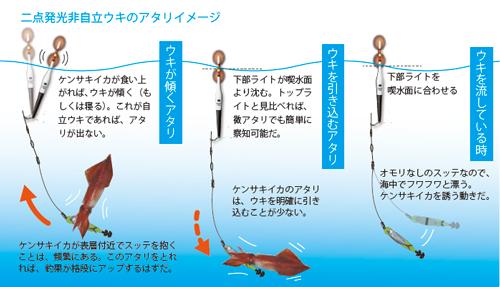 二点発光非自立ウキのアタリイメージ
ケンサキイカが食い上
がれば、ウキが傾く（も
しくは寝る）。これが自
立ウキであれば、アタ
リが出ない。
ウキが傾くアタリ
ケンサキイカが表層付近でスッテを抱く
ことは、頻繁にある。このアタリをとれ
れば、釣果が格段にアップするはずだ。
下部ライトが喫水面
より沈む。トップラ
イトと見比べれば、
微アタリでも簡単に
察知可能だ。
ウキを引き込むアタリ
ケンサキイカのアタリ
は、ウキを明確に引き
込むことが少ない。
下部ライトを
喫水面に合わせる
ウキを流している時
オモリなしのスッテなので、
海中でフワフワと漂う。
ケンサキイカを誘う動きだ。